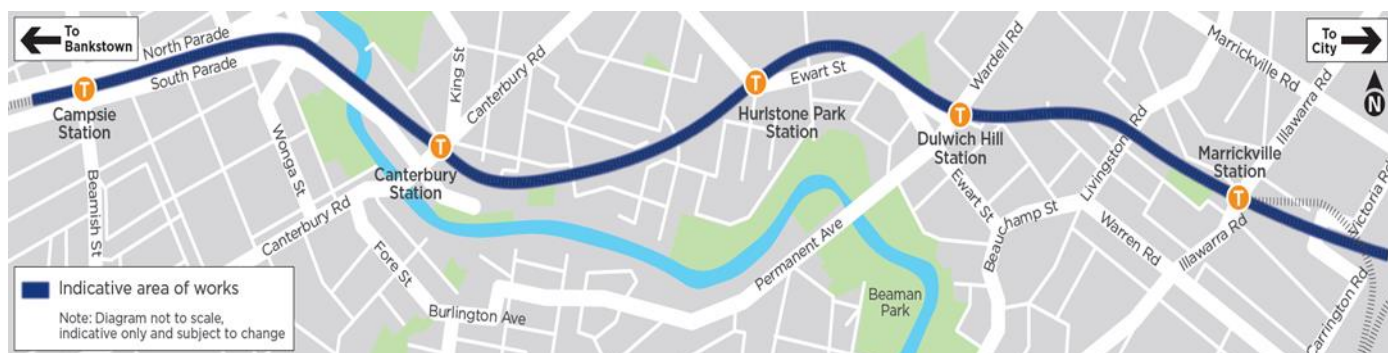 To
Bankstown
North Parade
South Parade
T
Campsie
Station
Beamish St
Wonga St
King St
Canterbury Rd
T
Canterbury
Station
Canterbury Rd
Fore St
Burlington Ave
T
Ewart St
Hurlstone Park
Station
Wardell Rd
T
Dulwich Hill
Station
Ewart St
Permanent Ave
Beaman
Park
Beauchamp St
Livingstone Rd
Warren Rd
Marrickville Rd
Illawarra Rd
Marrickville
Station
T
Illawarra Rd
Victoria Rd
Carrington Rd
To
City
N
Indicative area of works
Note: Diagram not to scale,
indicative only and subject to change